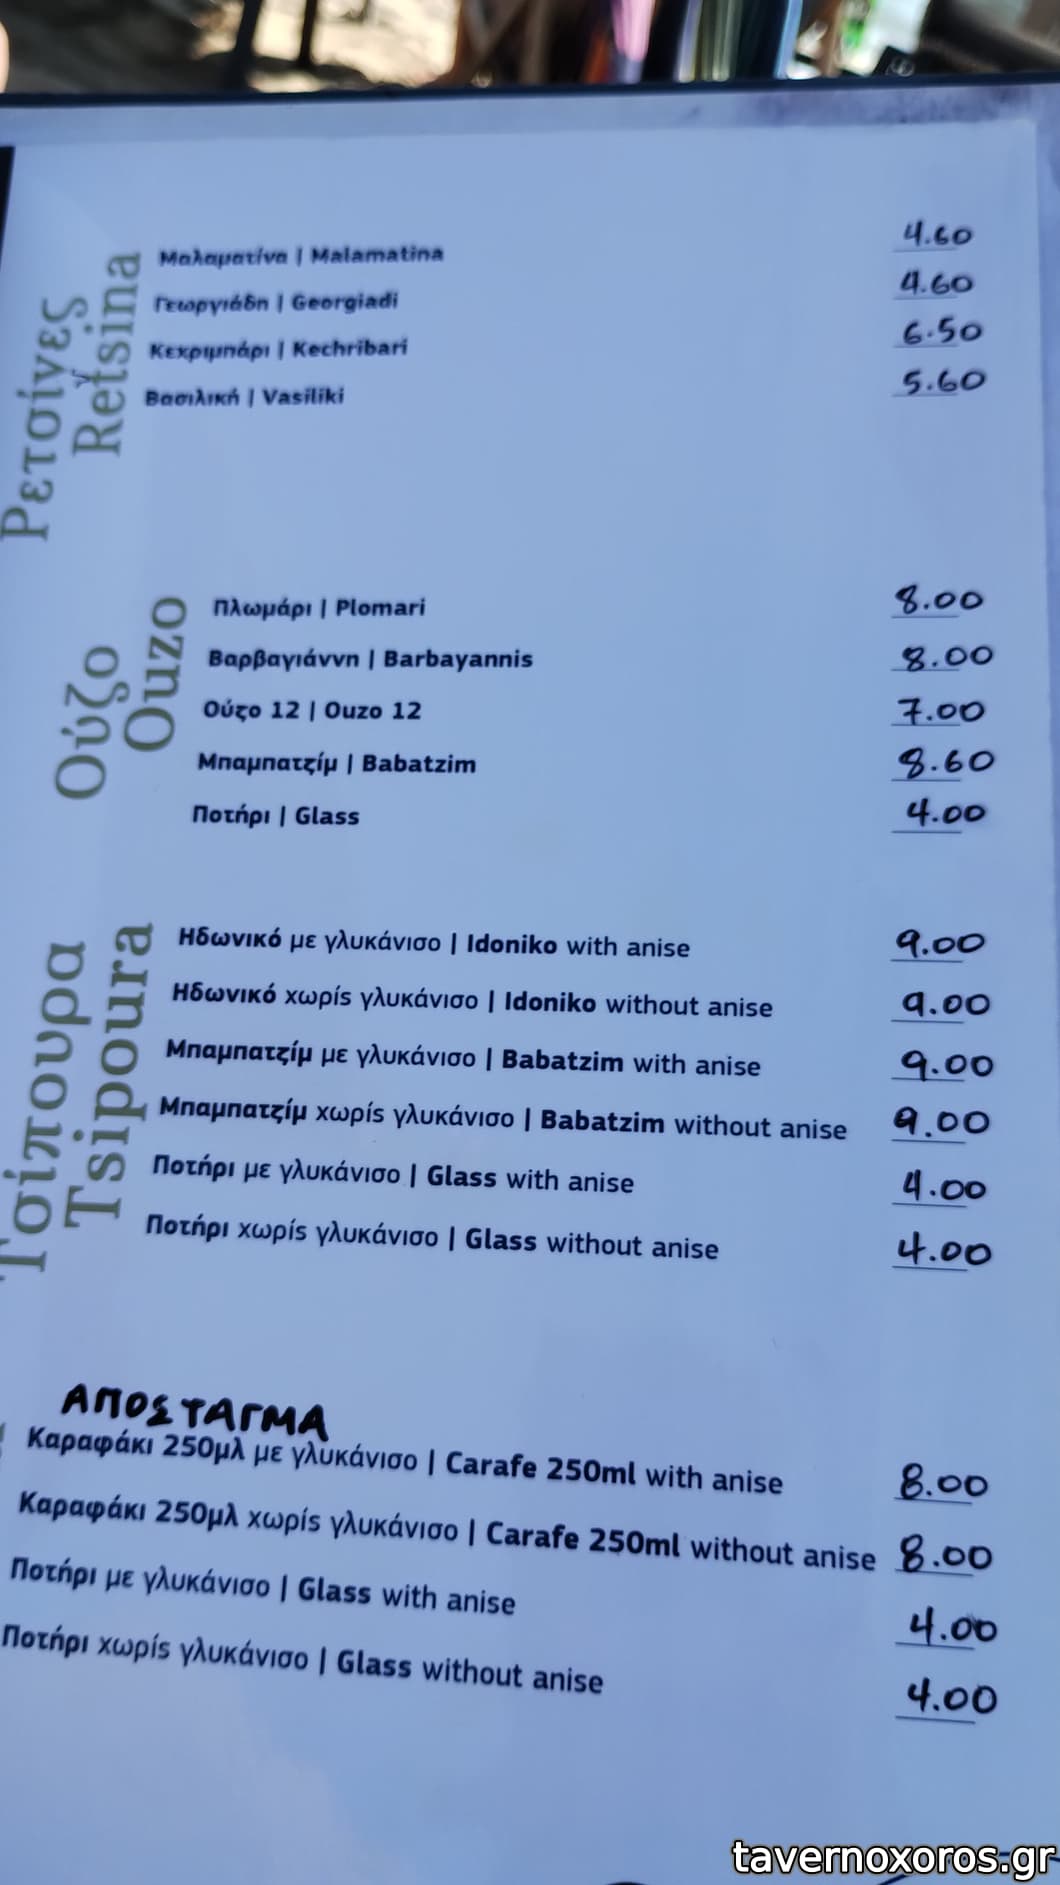 Ρετσίνες
Retsina
Μαλαματίνα | Malamatina 4.60
Γεωργιάδη | Georgiadi 4.60
Κεχριμπάρι | Kechribari 6.50
Βασιλική | Vasiliki 5.60
Ούζο
Ouzo
Πλωμάρι | Plomari 8.00
Βαρβαγιάννη | Barbayannis 8.00
Ούζο 12 | Ouzo 12 7.00
Μπαμπατζίμ | Babatzim 8.60
Ποτήρι | Glass 4.00
Τσίπουρα
Tsipoura
Ηδωνικό με γλυκάνισο | Idoniko with anise 9.00
Ηδωνικό χωρίς γλυκάνισο | Idoniko without anise 9.00
Μπαμπατζίμ με γλυκάνισο | Babatzim with anise 9.00
Μπαμπατζίμ χωρίς γλυκάνισο | Babatzim without anise 9.00
Ποτήρι με γλυκάνισο | Glass with anise 4.00
Ποτήρι χωρίς γλυκάνισο | Glass without anise 4.00
ΑΠΟΣΤΑΓΜΑ
Καραφάκι 250μλ με γλυκάνισο | Carafe 250ml with anise 8.00
Καραφάκι 250μλ χωρίς γλυκάνισο | Carafe 250ml without anise 8.00
Ποτήρι με γλυκάνισο | Glass with anise 4.00
Ποτήρι χωρίς γλυκάνισο | Glass without anise 4.00
tavernoxoros.gr